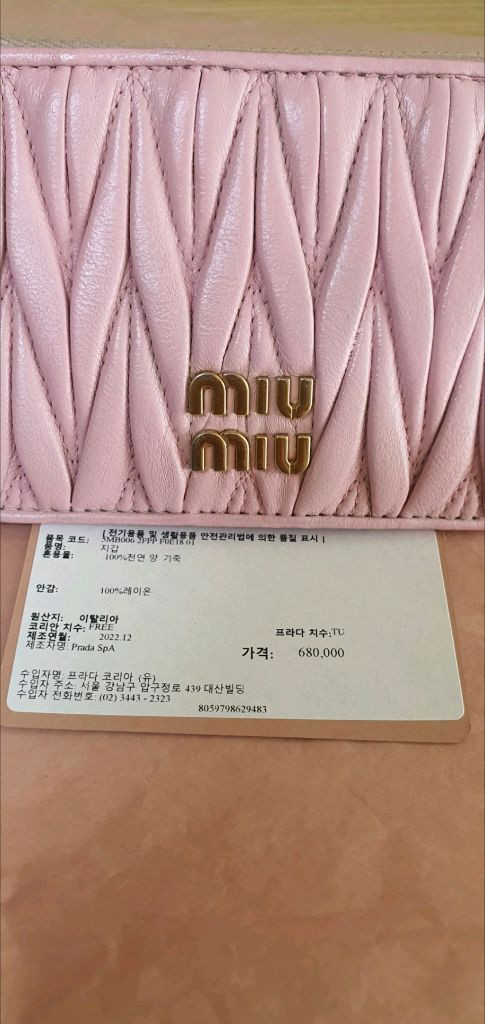 miu
miu
[ 전기용품 및 생활용품 안전관리법에 의한 품질 표시 ]
품목 코드: 5MB006 2FPP F0E18 01
품명: 지갑
혼용율: 100%천연 양 가죽
안감: 100%레이온
원산지: 이탈리아
코리안 치수: FREE
제조연월: 2022.12 프라다 치수:TU
제조자명: Prada SpA 가격: 680,000
수입자명: 프라다 코리아 (유)
수입자 주소: 서울 강남구 압구정로 439 대산빌딩
수입자 전화번호: (02) 3443 - 2323
8059798629483